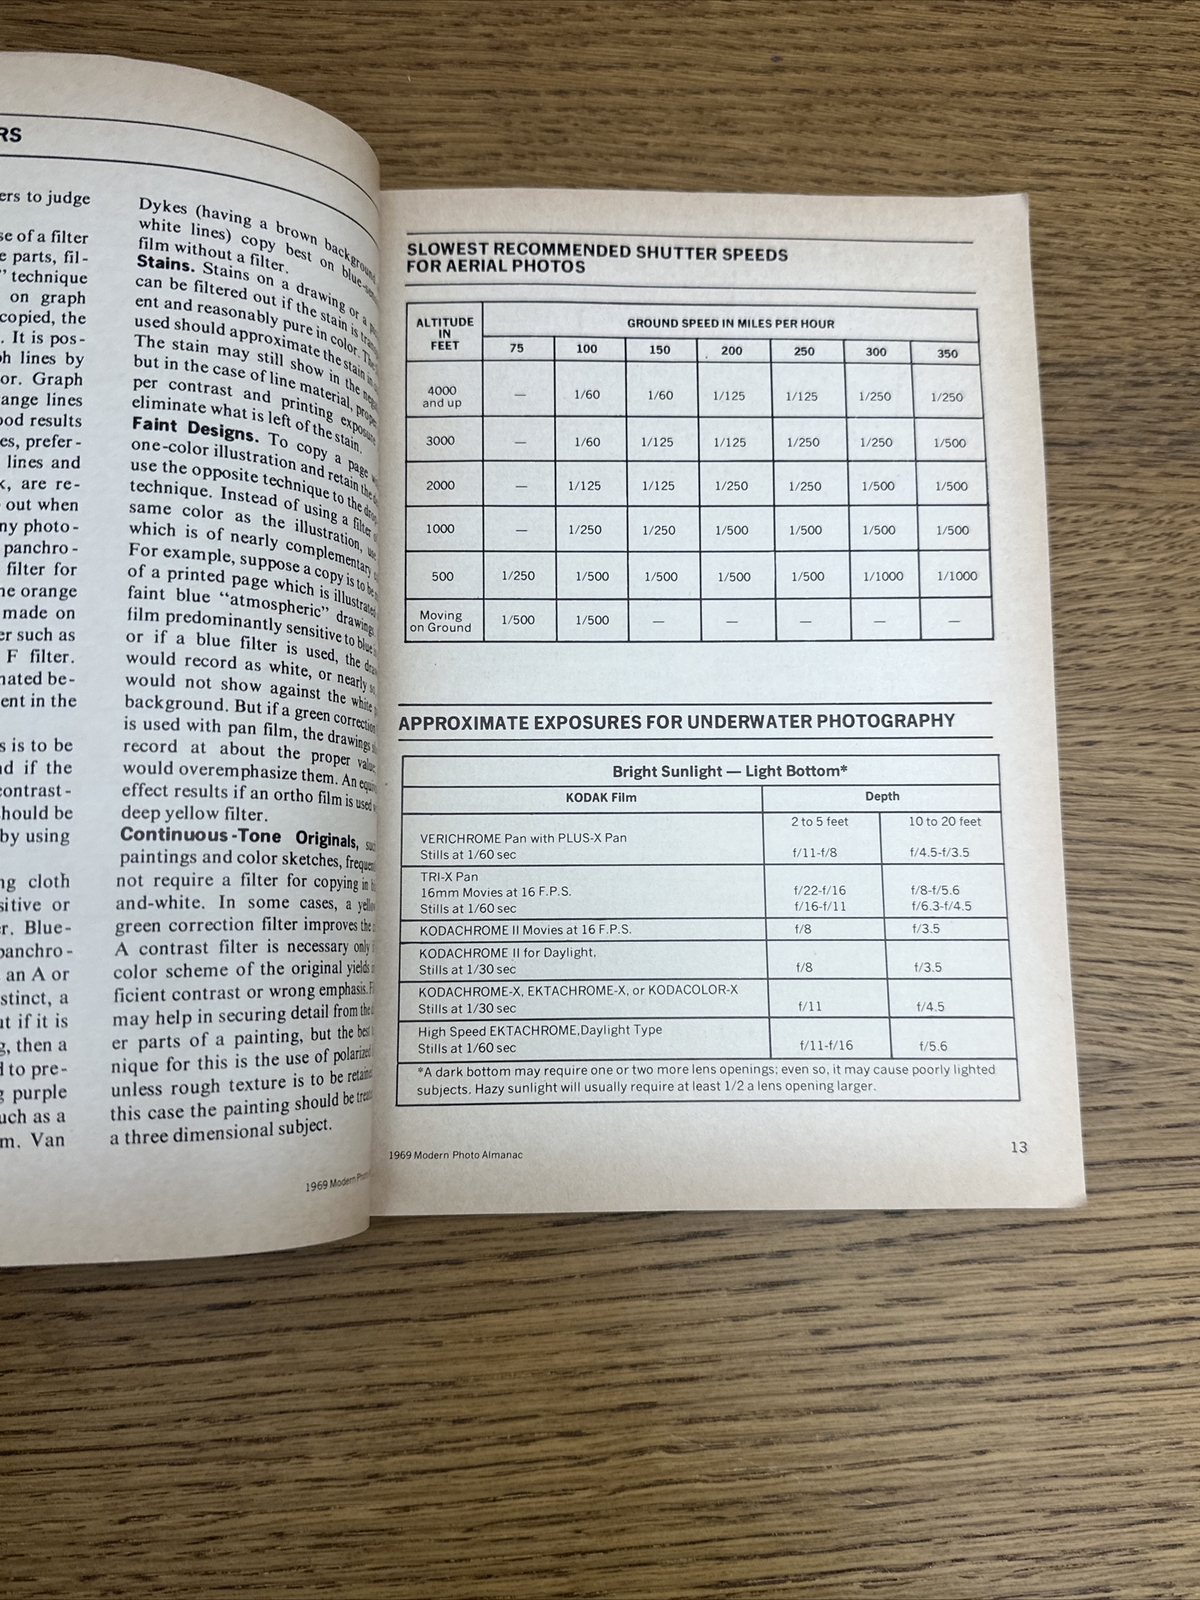 RS
ers to judge
se of a filter
e parts, fil-
" technique
on graph
copied, the
. It is pos-
oh lines by
or. Graph
ange lines
ood results
es, prefer-
lines and
k, are re-
out when
ny photo-
panchro-
filter for
ne orange
made on
er such as
F filter.
nated be-
ent in the
s is to be
nd if the
contrast-
should be
by using
ng cloth
sitive or
r. Blue-
panchro-
an A or
stinct, a
ut if it is
g, then a
d to pre-
g purple
uch as a
m. Van
Dykes (having a brown background
white lines) copy best on
film without a filter.
Stains. Stains on a drawing or a
can be filtered out if the stain is
ent and reasonably pure in color. The
used should approximate the stain in
The stain may still show in the
but in the case of line material, proper
per contrast and printing exposure
eliminate what is left of the stain.
Faint Designs. To copy a page
one-color illustration and retain the
use the opposite technique to the
technique. Instead of using a filter
same color as the illustration,
which is of nearly complementary
For example, suppose a copy is to be
of a printed page which is illustrated
faint blue "atmospheric" drawings.
film predominantly sensitive to blue
or if a blue filter is used, the
would record as white, or nearly
would not show against the white
background. But if a green correction
is used with pan film, the drawings
record at about the proper value
would overemphasize them. An
effect results if an ortho film is used
deep yellow filter.
Continuous-Tone Originals,
paintings and color sketches,
not require a filter for copying in
and-white. In some cases, a
green correction filter improves the
A contrast filter is necessary only
color scheme of the original yields
ficient contrast or wrong emphasis.
may help in securing detail from the
er parts of a painting, but the best
nique for this is the use of polarized
unless rough texture is to be
this case the painting should be
a three dimensional subject.
1969 Modern
SLOWEST RECOMMENDED SHUTTER SPEEDS
FOR AERIAL PHOTOS
ALTITUDE IN FEET GROUND SPEED IN MILES PER HOUR
75 100 150 200 250 300 350
4000 and up — 1/60 1/60 1/125 1/125 1/250 1/250
3000 — 1/60 1/125 1/125 1/250 1/250 1/500
2000 — 1/125 1/125 1/250 1/250 1/500 1/500
1000 — 1/250 1/250 1/500 1/500 1/500 1/500
500 1/250 1/500 1/500 1/500 1/500 1/1000 1/1000
Moving on Ground 1/500 1/500 — — — — —
APPROXIMATE EXPOSURES FOR UNDERWATER PHOTOGRAPHY
Bright Sunlight — Light Bottom*
KODAK Film Depth
2 to 5 feet 10 to 20 feet
VERICHROME Pan with PLUS-X Pan
Stills at 1/60 sec f/11-f/8 f/4.5-f/3.5
TRI-X Pan
16mm Movies at 16 F.P.S. f/22-f/16 f/8-f/5.6
Stills at 1/60 sec f/16-f/11 f/6.3-f/4.5
KODACHROME II Movies at 16 F.P.S. f/8 f/3.5
KODACHROME II for Daylight,
Stills at 1/30 sec f/8 f/3.5
KODACHROME-X, EKTACHROME-X, or KODACOLOR-X
Stills at 1/30 sec f/11 f/4.5
High Speed EKTACHROME,Daylight Type
Stills at 1/60 sec f/11-f/16 f/5.6
*A dark bottom may require one or two more lens openings; even so, it may cause poorly lighted
subjects. Hazy sunlight will usually require at least 1/2 a lens opening larger.
1969 Modern Photo Almanac
13